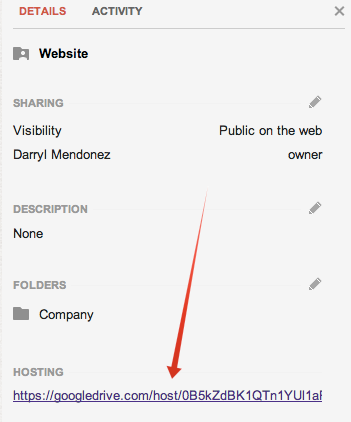 DETAILS ACTIVITY
Website
SHARING
Visibility Public on the web
Darryl Mendonez owner
DESCRIPTION
None
FOLDERS
Company
HOSTING
https://googledrive.com/host/0B5kZdBK1QTn1YUl1a